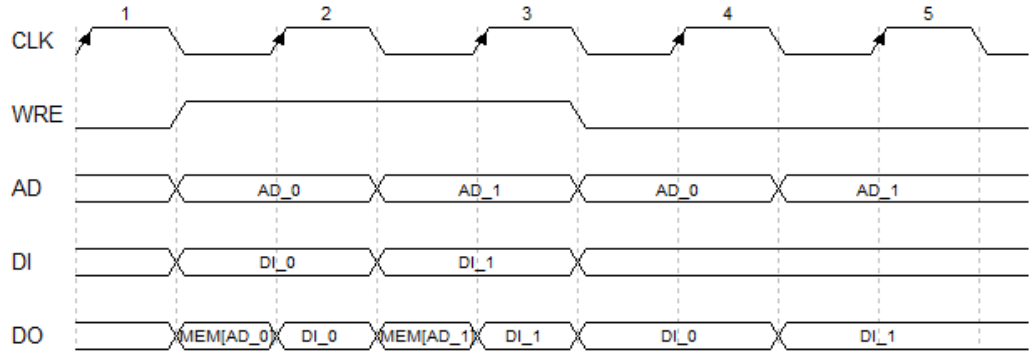 1 2 3 4 5
CLK
WRE
AD AD_0 AD_1 AD_0 AD_1
DI DI_0 DI_1
DO MEM[AD_0] DI_0 MEM[AD_1] DI_1 DI_0 DI_1